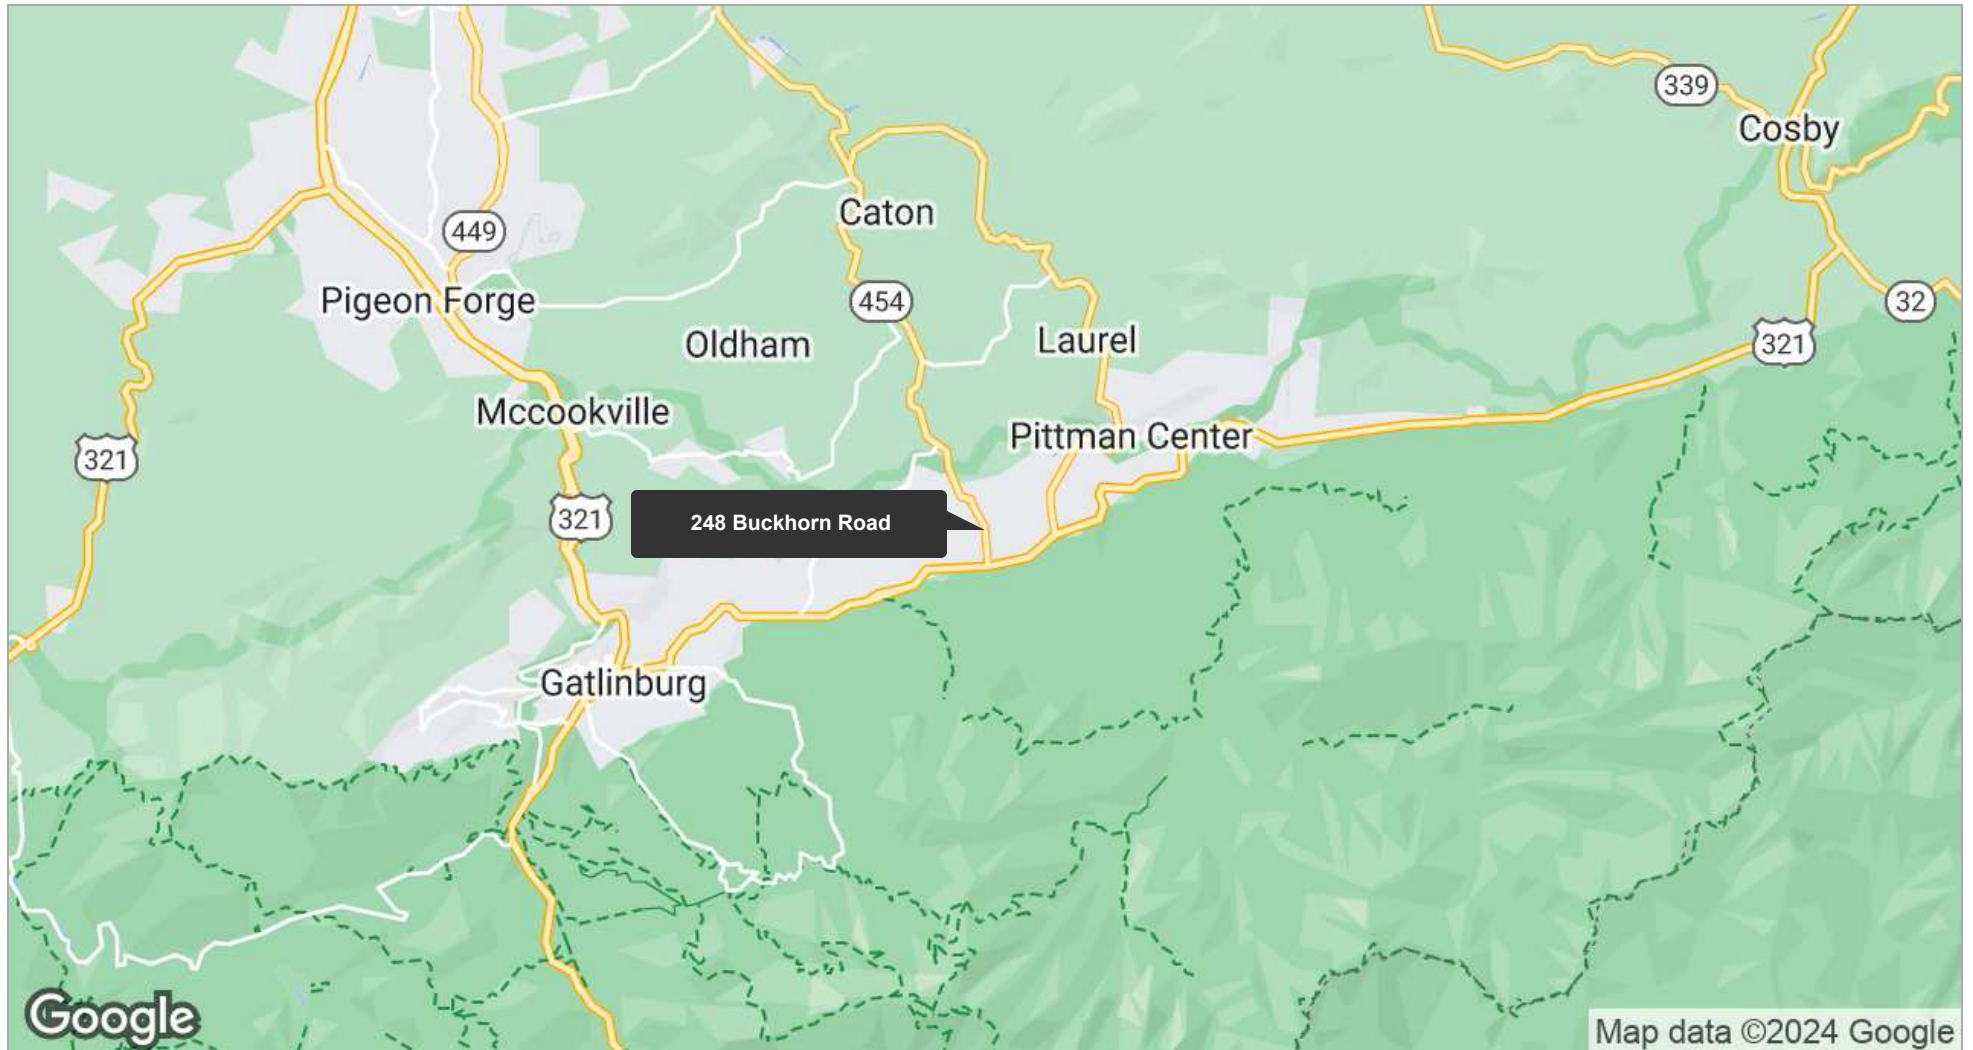 339
Cosby
Caton
449
Pigeon Forge
454
32
Oldham
Laurel
321
Mccookville
Pittman Center
321
321
248 Buckhorn Road
Gatlinburg
Google
Map data ©2024 Google